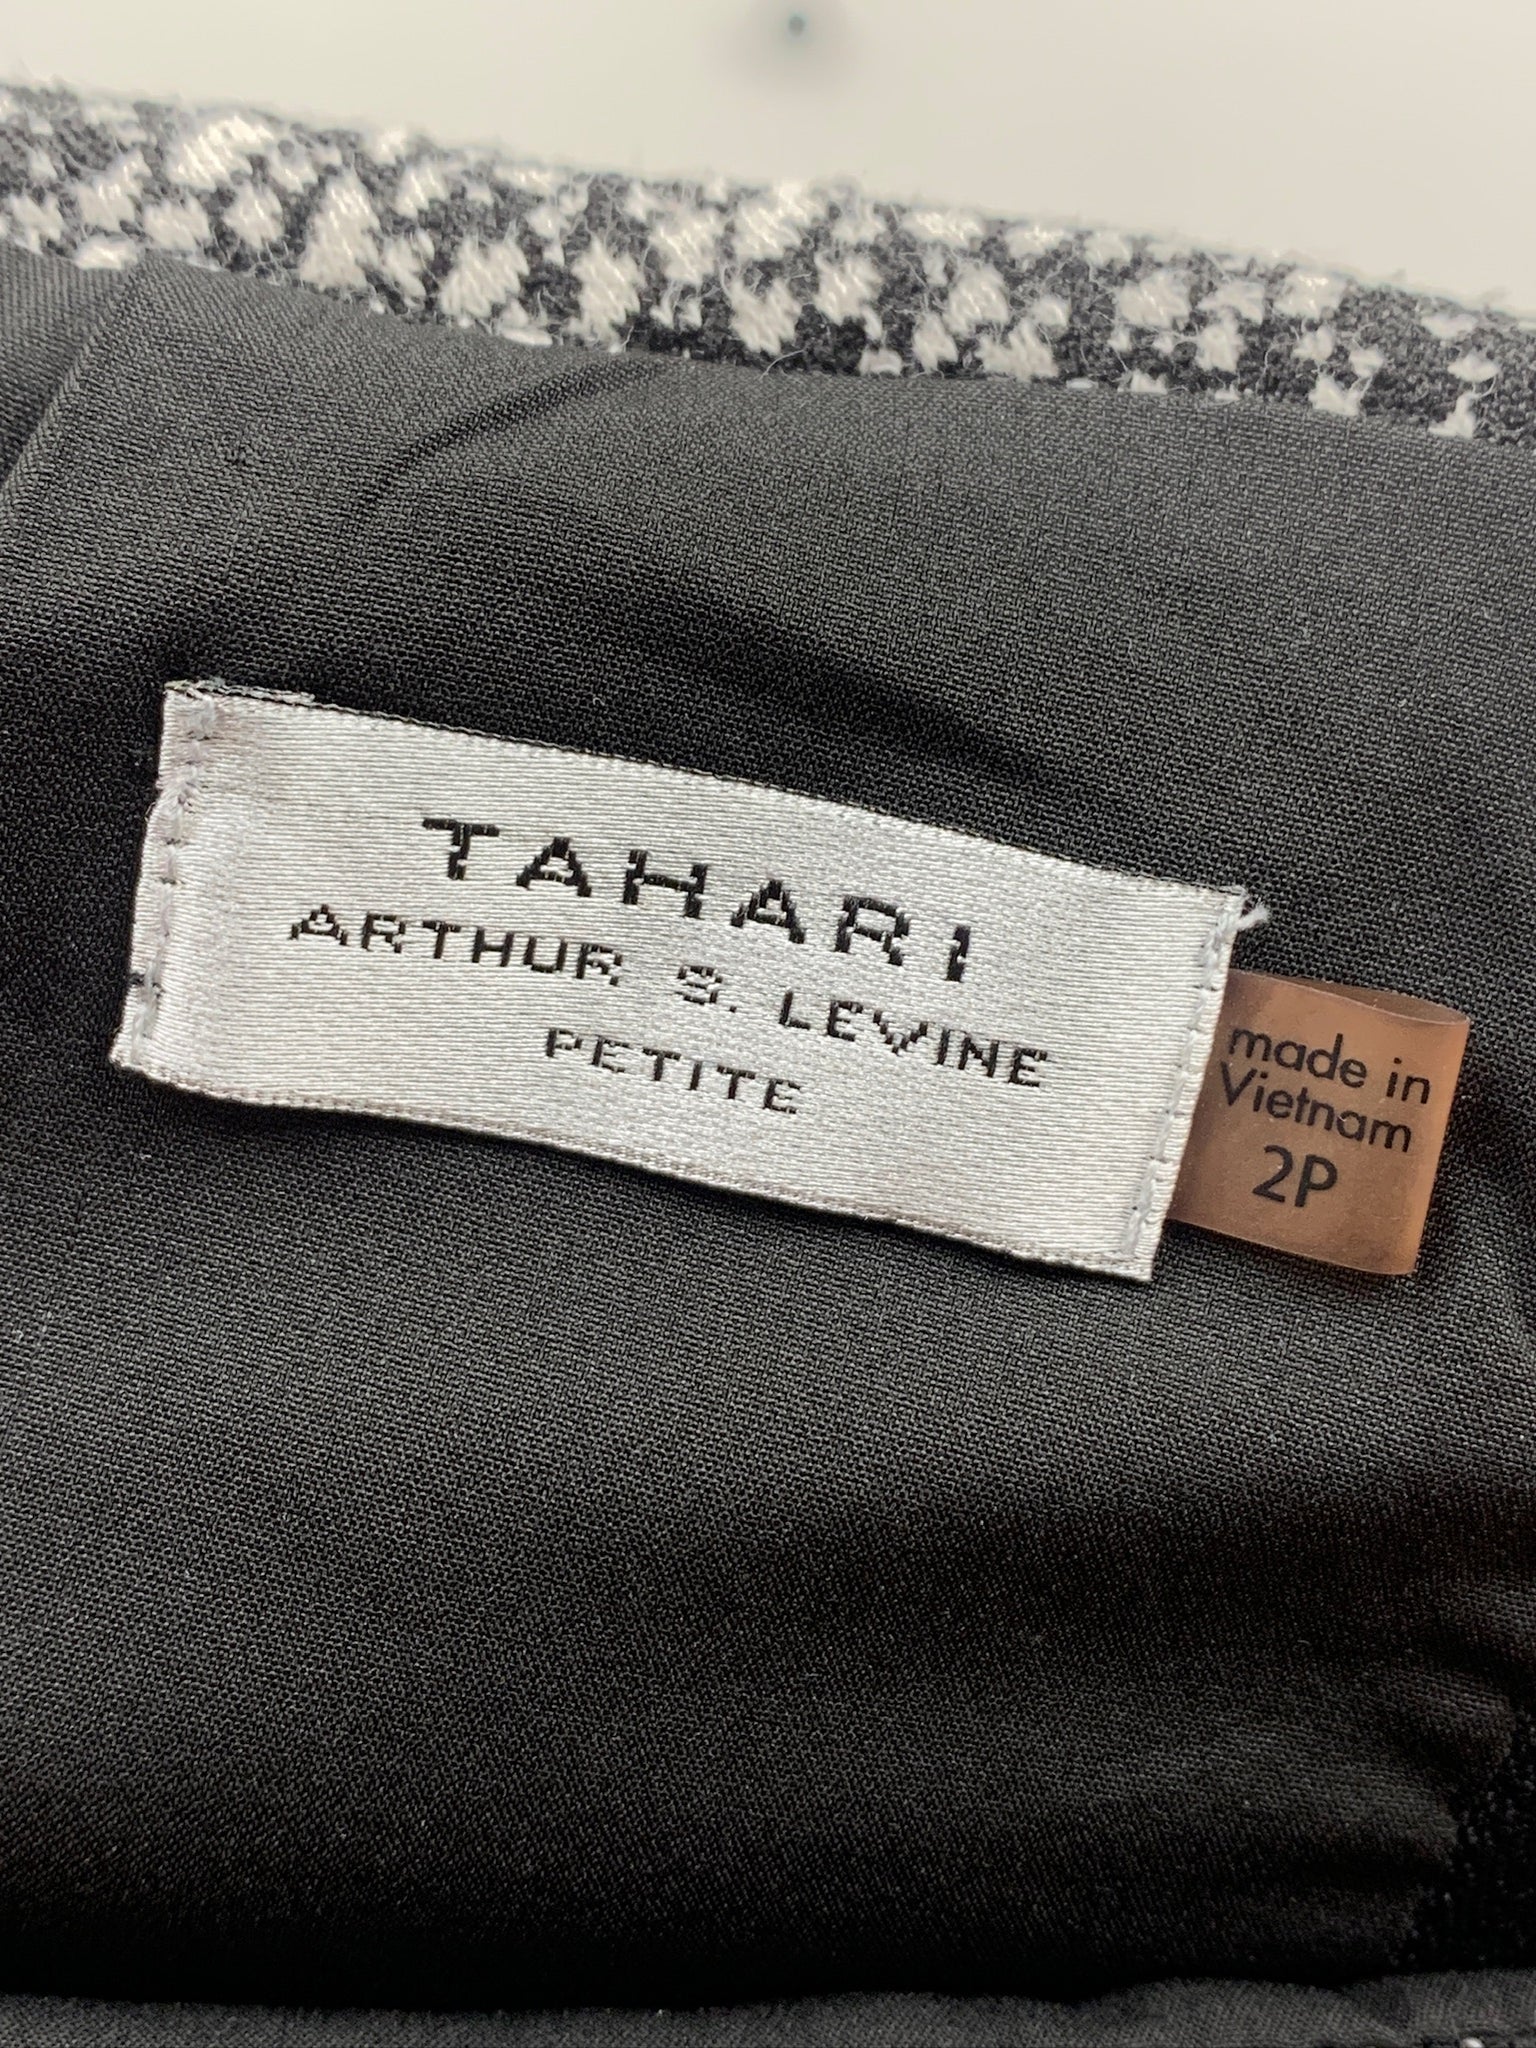 TAHARI
ARTHUR S. LEVINE
PETITE
made in
Vietnam
2P